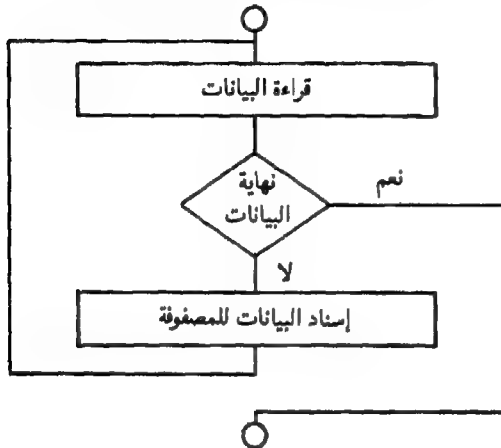 قراءة البيانات
نهاية
البيانات
نعم
لا
إسناد البيانات للمصفوفة